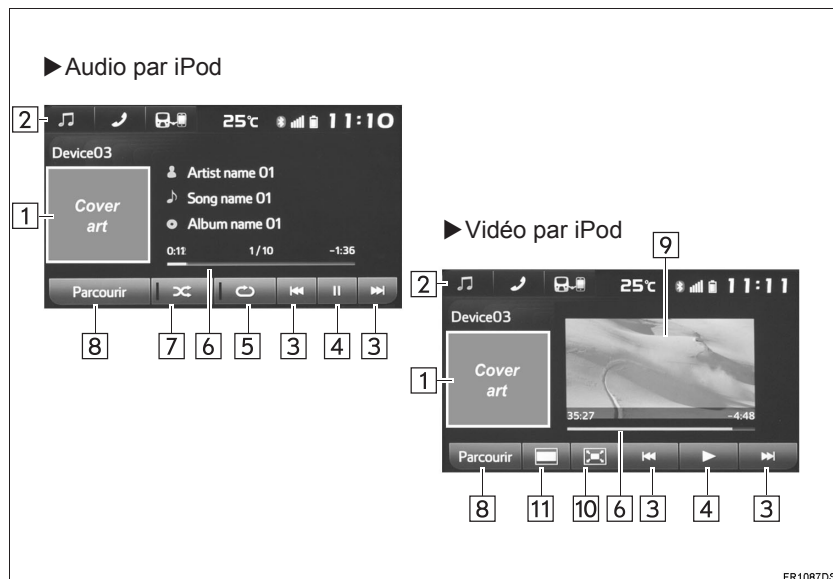 ▶Audio par iPod
2
25℃ 11:10
Device03
1
Cover
art
Artist name 01
Song name 01
Album name 01
0:11 1/10 -1:36
Parcourir
8 7 6 5 3 4 3
▶Vidéo par iPod
9
2
25℃ 11:11
Device03
1
Cover
art
35:27 -4:48
Parcourir
8 11 10 6 3 4 3
FR1087DS